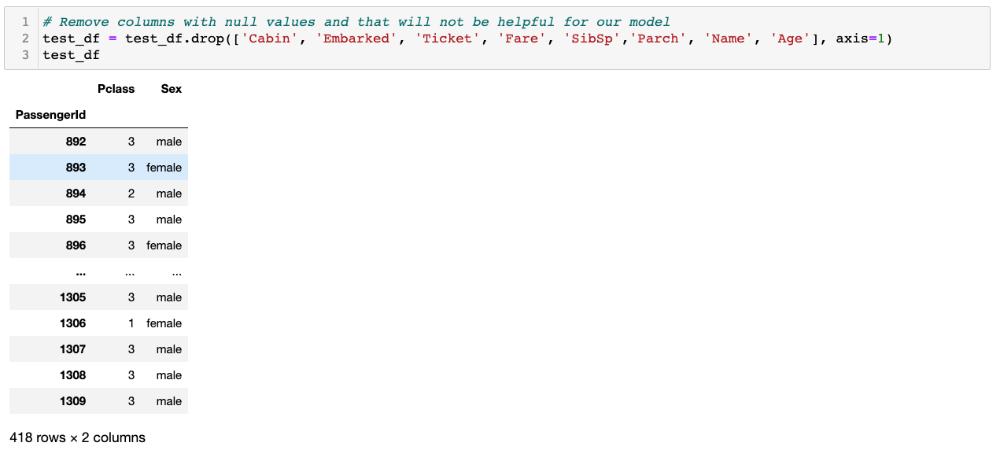 1 # Remove columns with null values and that will not be helpful for our model
2 test_df = test_df.drop(['Cabin', 'Embarked', 'Ticket', 'Fare', 'SibSp','Parch', 'Name', 'Age'], axis=1)
3 test_df
Pclass Sex
PassengerId
892 3 male
893 3 female
894 2 male
895 3 male
896 3 female
... ... ...
1305 3 male
1306 1 female
1307 3 male
1308 3 male
1309 3 male
418 rows × 2 columns